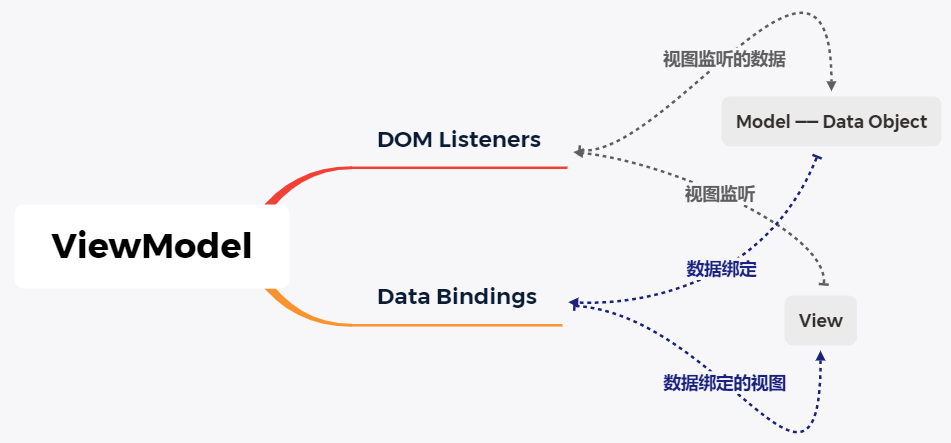 视图监听的数据
Model —— Data Object
DOM Listeners
视图监听
ViewModel
数据绑定
Data Bindings
View
数据绑定的视图